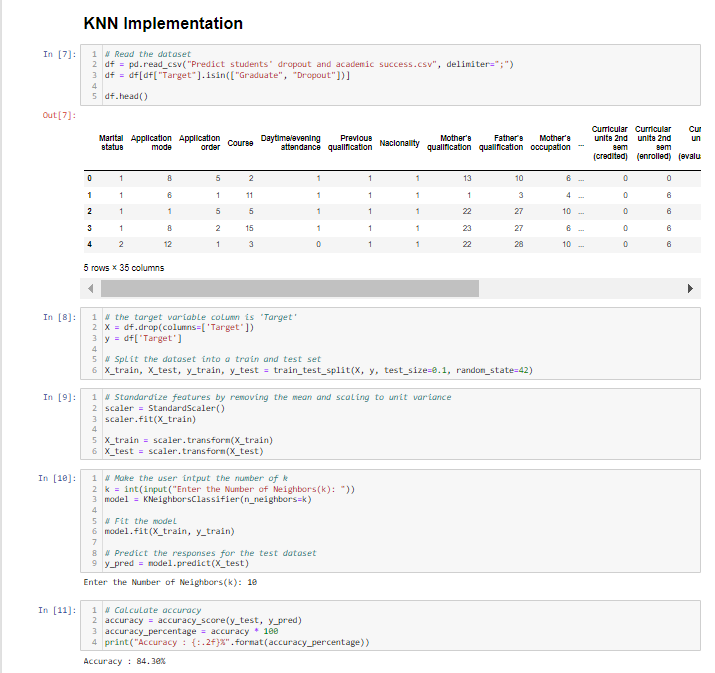 KNN Implementation
In [7]:
1 # Read the dataset
2 df = pd.read_csv("Predict students' dropout and academic success.csv", delimiter=";")
3 df = df[df["Target"].isin(["Graduate", "Dropout"])]
4
5 df.head()
Out[7]:
Marital status Application mode Application order Course Daytime/evening attendance Previous qualification Nacionality Mother's qualification Father's qualification Mother's occupation ... Curricular units 2nd sem (credited) Curricular units 2nd sem (enrolled) Cur un (evalu
0 1 8 5 2 1 1 1 13 10 6 ... 0 0
1 1 6 1 11 1 1 1 1 3 4 ... 0 6
2 1 1 5 5 1 1 1 22 27 10 ... 0 6
3 1 8 2 15 1 1 1 23 27 6 ... 0 6
4 2 12 1 3 0 1 1 22 28 10 ... 0 6
5 rows × 35 columns
In [8]:
1 # the target variable column is 'Target'
2 X = df.drop(columns=['Target'])
3 y = df['Target']
4
5 # Split the dataset into a train and test set
6 X_train, X_test, y_train, y_test = train_test_split(X, y, test_size=0.1, random_state=42)
In [9]:
1 # Standardize features by removing the mean and scaling to unit variance
2 scaler = StandardScaler()
3 scaler.fit(X_train)
4
5 X_train = scaler.transform(X_train)
6 X_test = scaler.transform(X_test)
In [10]:
1 # Make the user intput the number of k
2 k = int(input("Enter the Number of Neighbors(k): "))
3 model = KNeighborsClassifier(n_neighbors=k)
4
5 # Fit the model
6 model.fit(X_train, y_train)
7
8 # Predict the responses for the test dataset
9 y_pred = model.predict(X_test)
Enter the Number of Neighbors(k): 10
In [11]:
1 # Calculate accuracy
2 accuracy = accuracy_score(y_test, y_pred)
3 accuracy_percentage = accuracy * 100
4 print("Accuracy : {:.2f}%".format(accuracy_percentage))
Accuracy : 84.30%